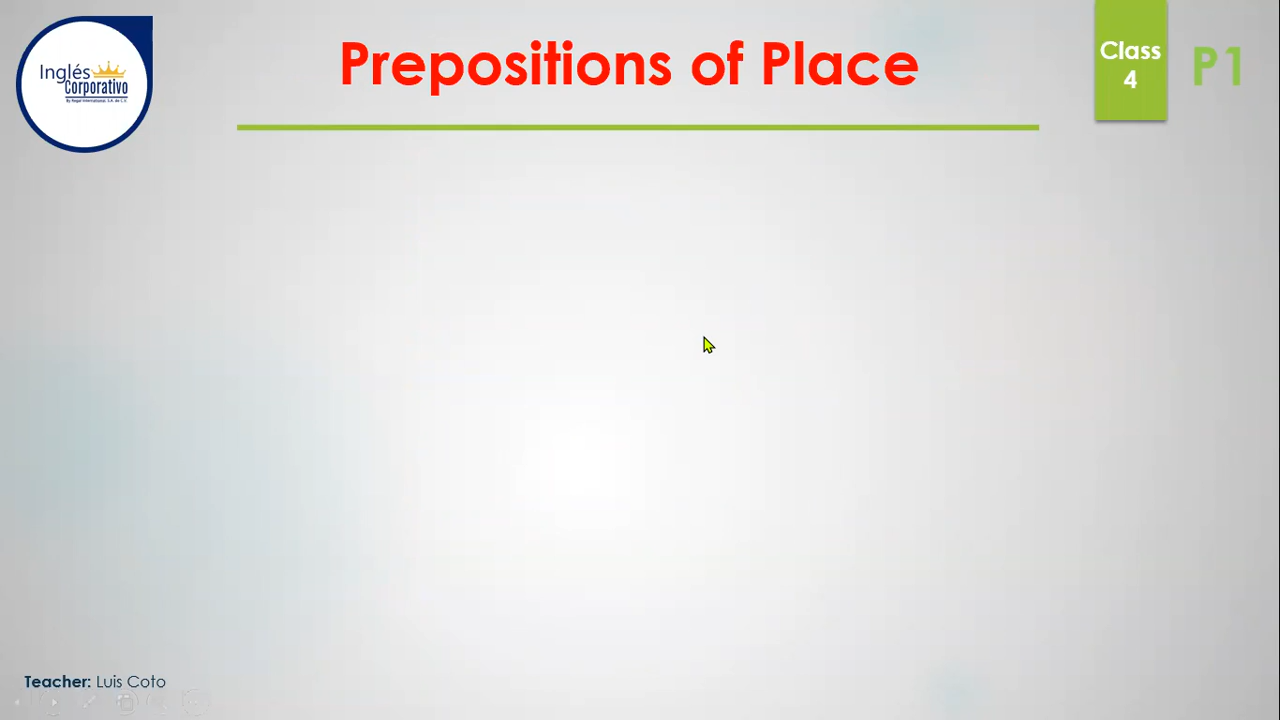 Prepositions of Place
Class
4
P1
Inglés
Corporativo
Teacher: Luis Coto